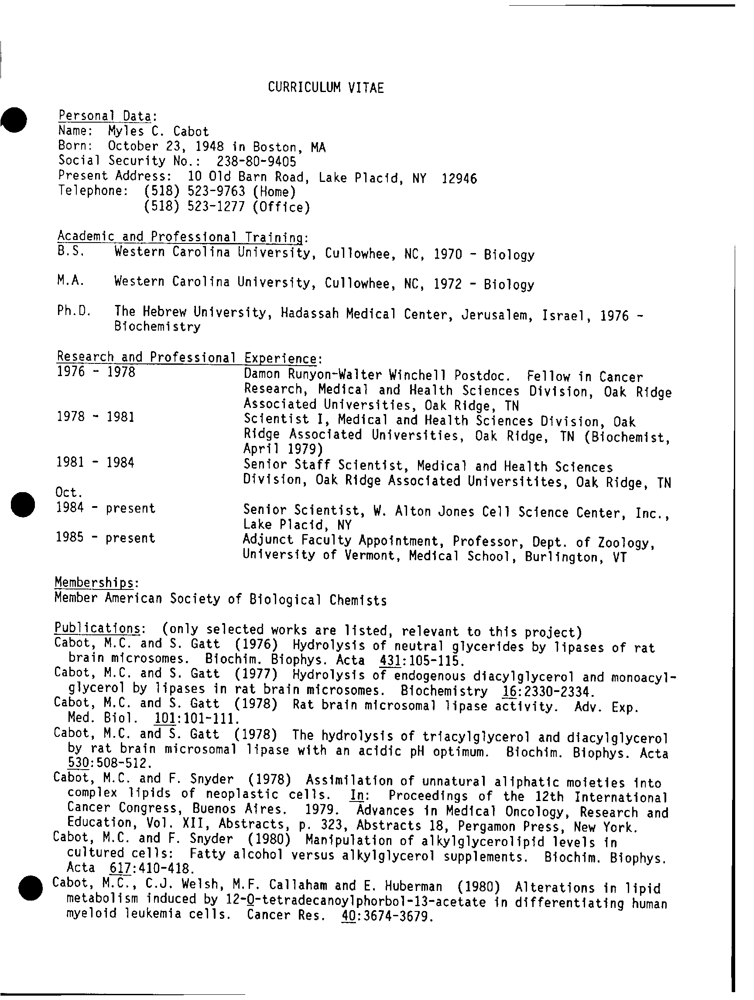 CURRICULUM VITAE
Personal Data:
Name: Myles C. Cabot
Born: October 23, 1948 in Boston, MA
Social Security No.: 238-80-9405
Present Address: 10 Old Barn Road, Lake Placid, NY 12946
Telephone: (518) 523-9763 (Home)
(518) 523-1277 (Office)
Academic and Professional Training:
B.S. Western Carolina University, Cullowhee, NC, 1970 - Biology
M.A. Western Carolina University, Cullowhee, NC, 1972 - Biology
Ph.D. The Hebrew University, Hadassah Medical Center, Jerusalem, Israel, 1976 -
Biochemistry
Research and Professional Experience:
1976 - 1978 Damon Runyon-Walter Winchell Postdoc. Fellow in Cancer
Research, Medical and Health Sciences Division, Oak Ridge
Associated Universities, Oak Ridge, TN
1978 - 1981 Scientist I, Medical and Health Sciences Division, Oak
Ridge Associated Universities, Oak Ridge, TN (Biochemist,
April 1979)
1981 - 1984 Senior Staff Scientist, Medical and Health Sciences
Division, Oak Ridge Associated Universitites, Oak Ridge, TN
Oct.
1984 - present Senior Scientist, W. Alton Jones Cell Science Center, Inc.,
Lake Placid, NY
1985 - present Adjunct Faculty Appointment, Professor, Dept. of Zoology,
University of Vermont, Medical School, Burlington, VT
Memberships:
Member American Society of Biological Chemists
Publications: (only selected works are listed, relevant to this project)
Cabot, M.C. and S. Gatt (1976) Hydrolysis of neutral glycerides by lipases of rat
brain microsomes. Biochim. Biophys. Acta 431:105-115.
Cabot, M.C. and S. Gatt (1977) Hydrolysis of endogenous diacylglycerol and monoacyl-
glycerol by lipases in rat brain microsomes. Biochemistry 16:2330-2334.
Cabot, M.C. and S. Gatt (1978) Rat brain microsomal lipase activity. Adv. Exp.
Med. Biol. 101:101-111.
Cabot, M.C. and S. Gatt (1978) The hydrolysis of triacylglycerol and diacylglycerol
by rat brain microsomal lipase with an acidic pH optimum. Biochim. Biophys. Acta
530:508-512.
Cabot, M.C. and F. Snyder (1978) Assimilation of unnatural aliphatic moieties into
complex lipids of neoplastic cells. In: Proceedings of the 12th International
Cancer Congress, Buenos Aires. 1979. Advances in Medical Oncology, Research and
Education, Vol. XII, Abstracts, p. 323, Abstracts 18, Pergamon Press, New York.
Cabot, M.C. and F. Snyder (1980) Manipulation of alkylglycerolipid levels in
cultured cells: Fatty alcohol versus alkylglycerol supplements. Biochim. Biophys.
Acta 617:410-418.
Cabot, M.C., C.J. Welsh, M.F. Callaham and E. Huberman (1980) Alterations in lipid
metabolism induced by 12-O-tetradecanoylphorbol-13-acetate in differentiating human
myeloid leukemia cells. Cancer Res. 40:3674-3679.